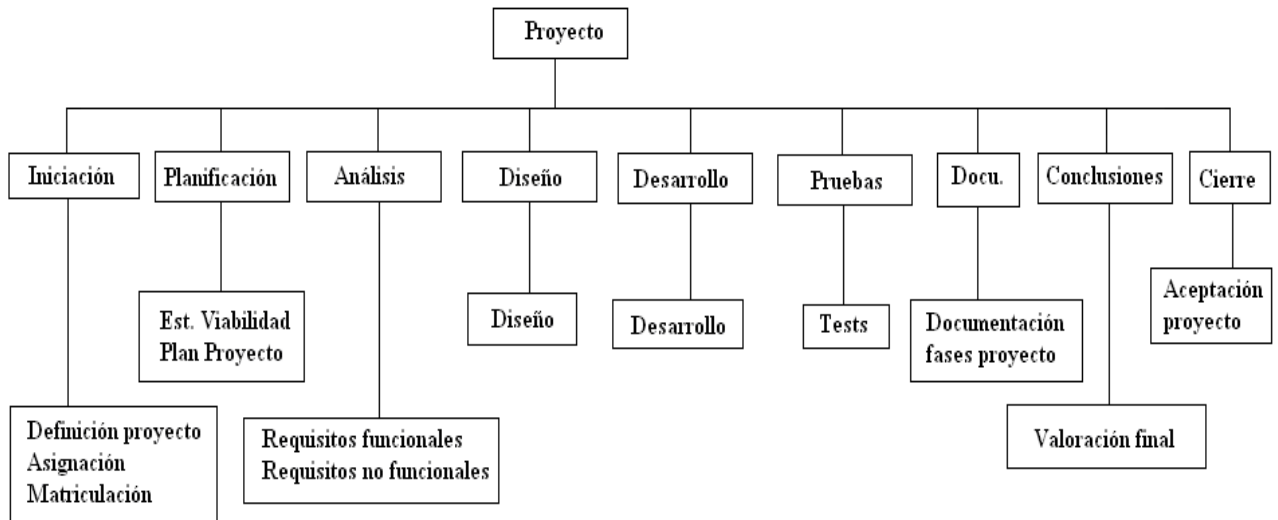 Proyecto
Iniciación
Planificación
Análisis
Diseño
Desarrollo
Pruebas
Docu.
Conclusiones
Cierre
Definición proyecto
Asignación
Matriculación
Est. Viabilidad
Plan Proyecto
Requisitos funcionales
Requisitos no funcionales
Diseño
Desarrollo
Tests
Documentación
fases proyecto
Valoración final
Aceptación
proyecto